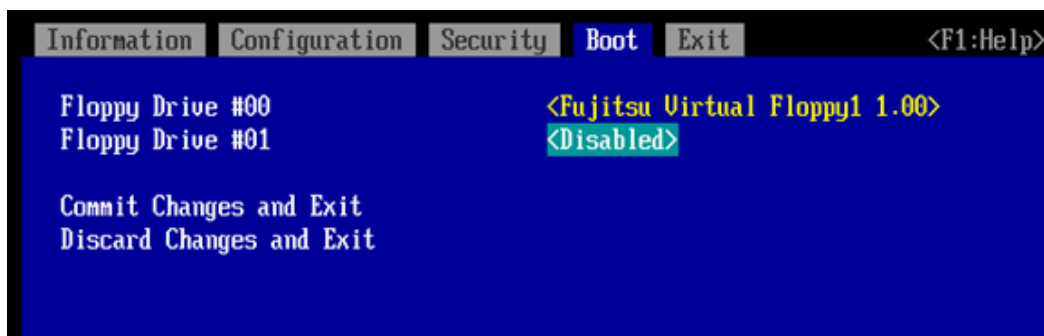 Information Configuration Security Boot Exit <F1:Help>
Floppy Drive #00 <Fujitsu Virtual Floppy1 1.00>
Floppy Drive #01 <Disabled>
Commit Changes and Exit
Discard Changes and Exit